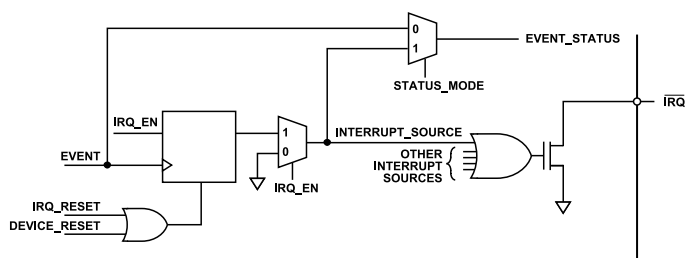 0
1
EVENT_STATUS
STATUS_MODE
IRQ
IRQ_EN
1
0
INTERRUPT_SOURCE
EVENT
OTHER
INTERRUPT
SOURCES
IRQ_EN
IRQ_RESET
DEVICE_RESET